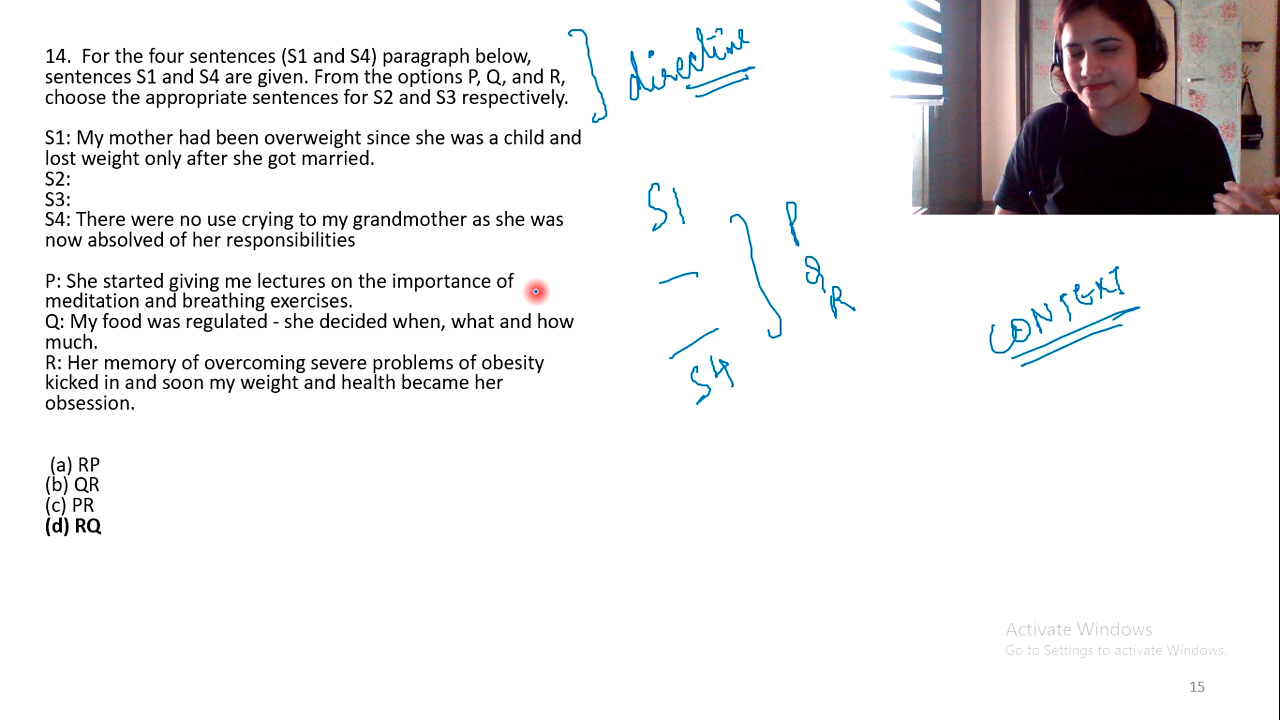 14. For the four sentences (S1 and S4) paragraph below,
sentences S1 and S4 are given. From the options P, Q, and R,
choose the appropriate sentences for S2 and S3 respectively.
directive
S1: My mother had been overweight since she was a child and
lost weight only after she got married.
S2:
S3:
S4: There were no use crying to my grandmother as she was
now absolved of her responsibilities
S1
S4
P
Q
R
CONTEXT
P: She started giving me lectures on the importance of
meditation and breathing exercises.
Q: My food was regulated - she decided when, what and how
much.
R: Her memory of overcoming severe problems of obesity
kicked in and soon my weight and health became her
obsession.
(a) RP
(b) QR
(c) PR
(d) RQ
Activate Windows
Go to Settings to activate Windows.
15